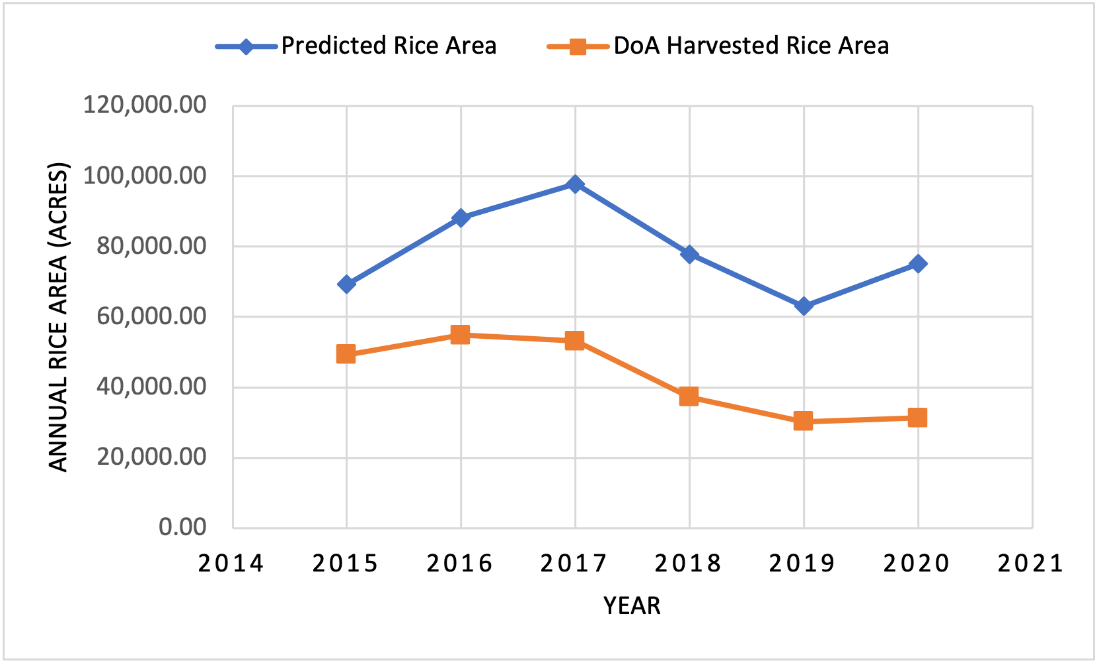 Predicted Rice Area DoA Harvested Rice Area
120,000.00
100,000.00
80,000.00
60,000.00
40,000.00
20,000.00
0.00
ANNUAL RICE AREA (ACRES)
2014 2015 2016 2017 2018 2019 2020 2021
YEAR